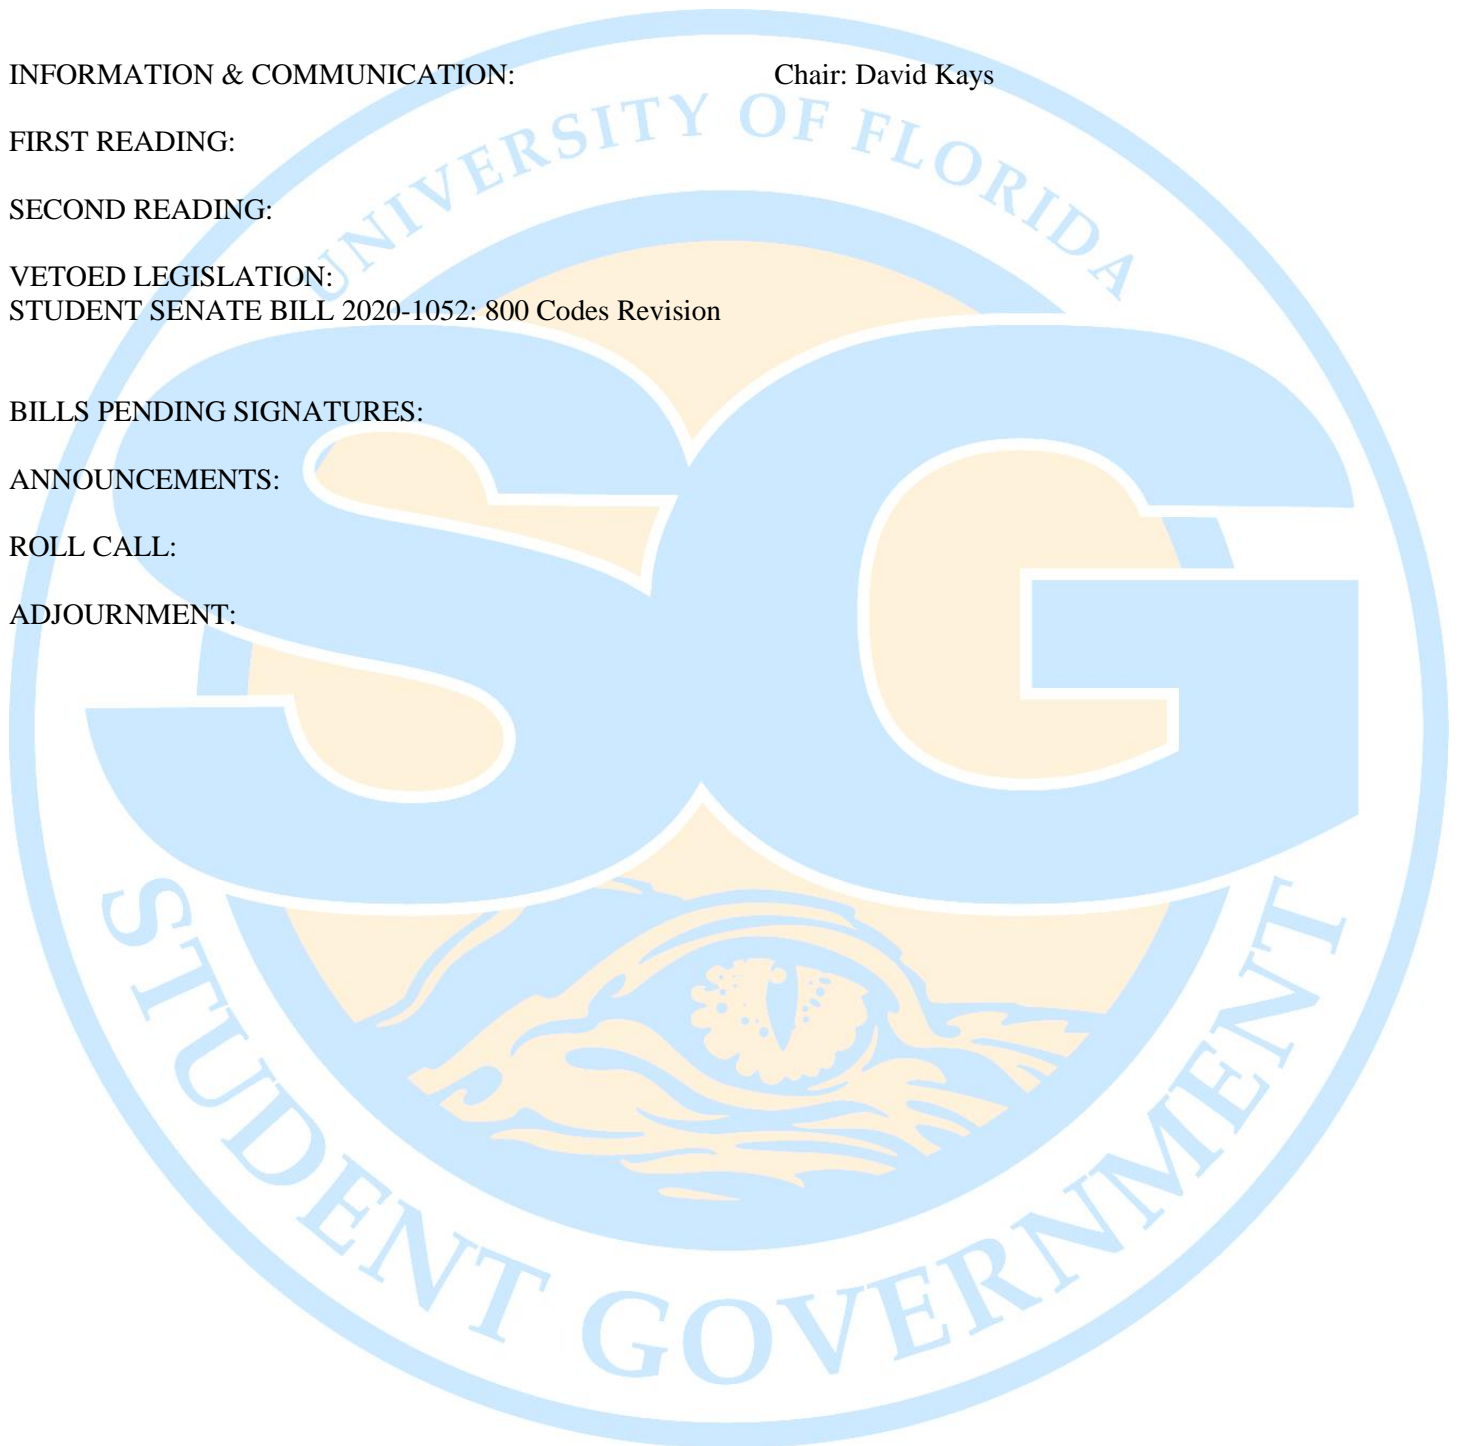 INFORMATION & COMMUNICATION: Chair: David Kays
FIRST READING:
SECOND READING:
VETOED LEGISLATION:
STUDENT SENATE BILL 2020-1052: 800 Codes Revision
BILLS PENDING SIGNATURES:
ANNOUNCEMENTS:
ROLL CALL:
ADJOURNMENT:
UNIVERSITY OF FLORIDA
SG
STUDENT GOVERNMENT